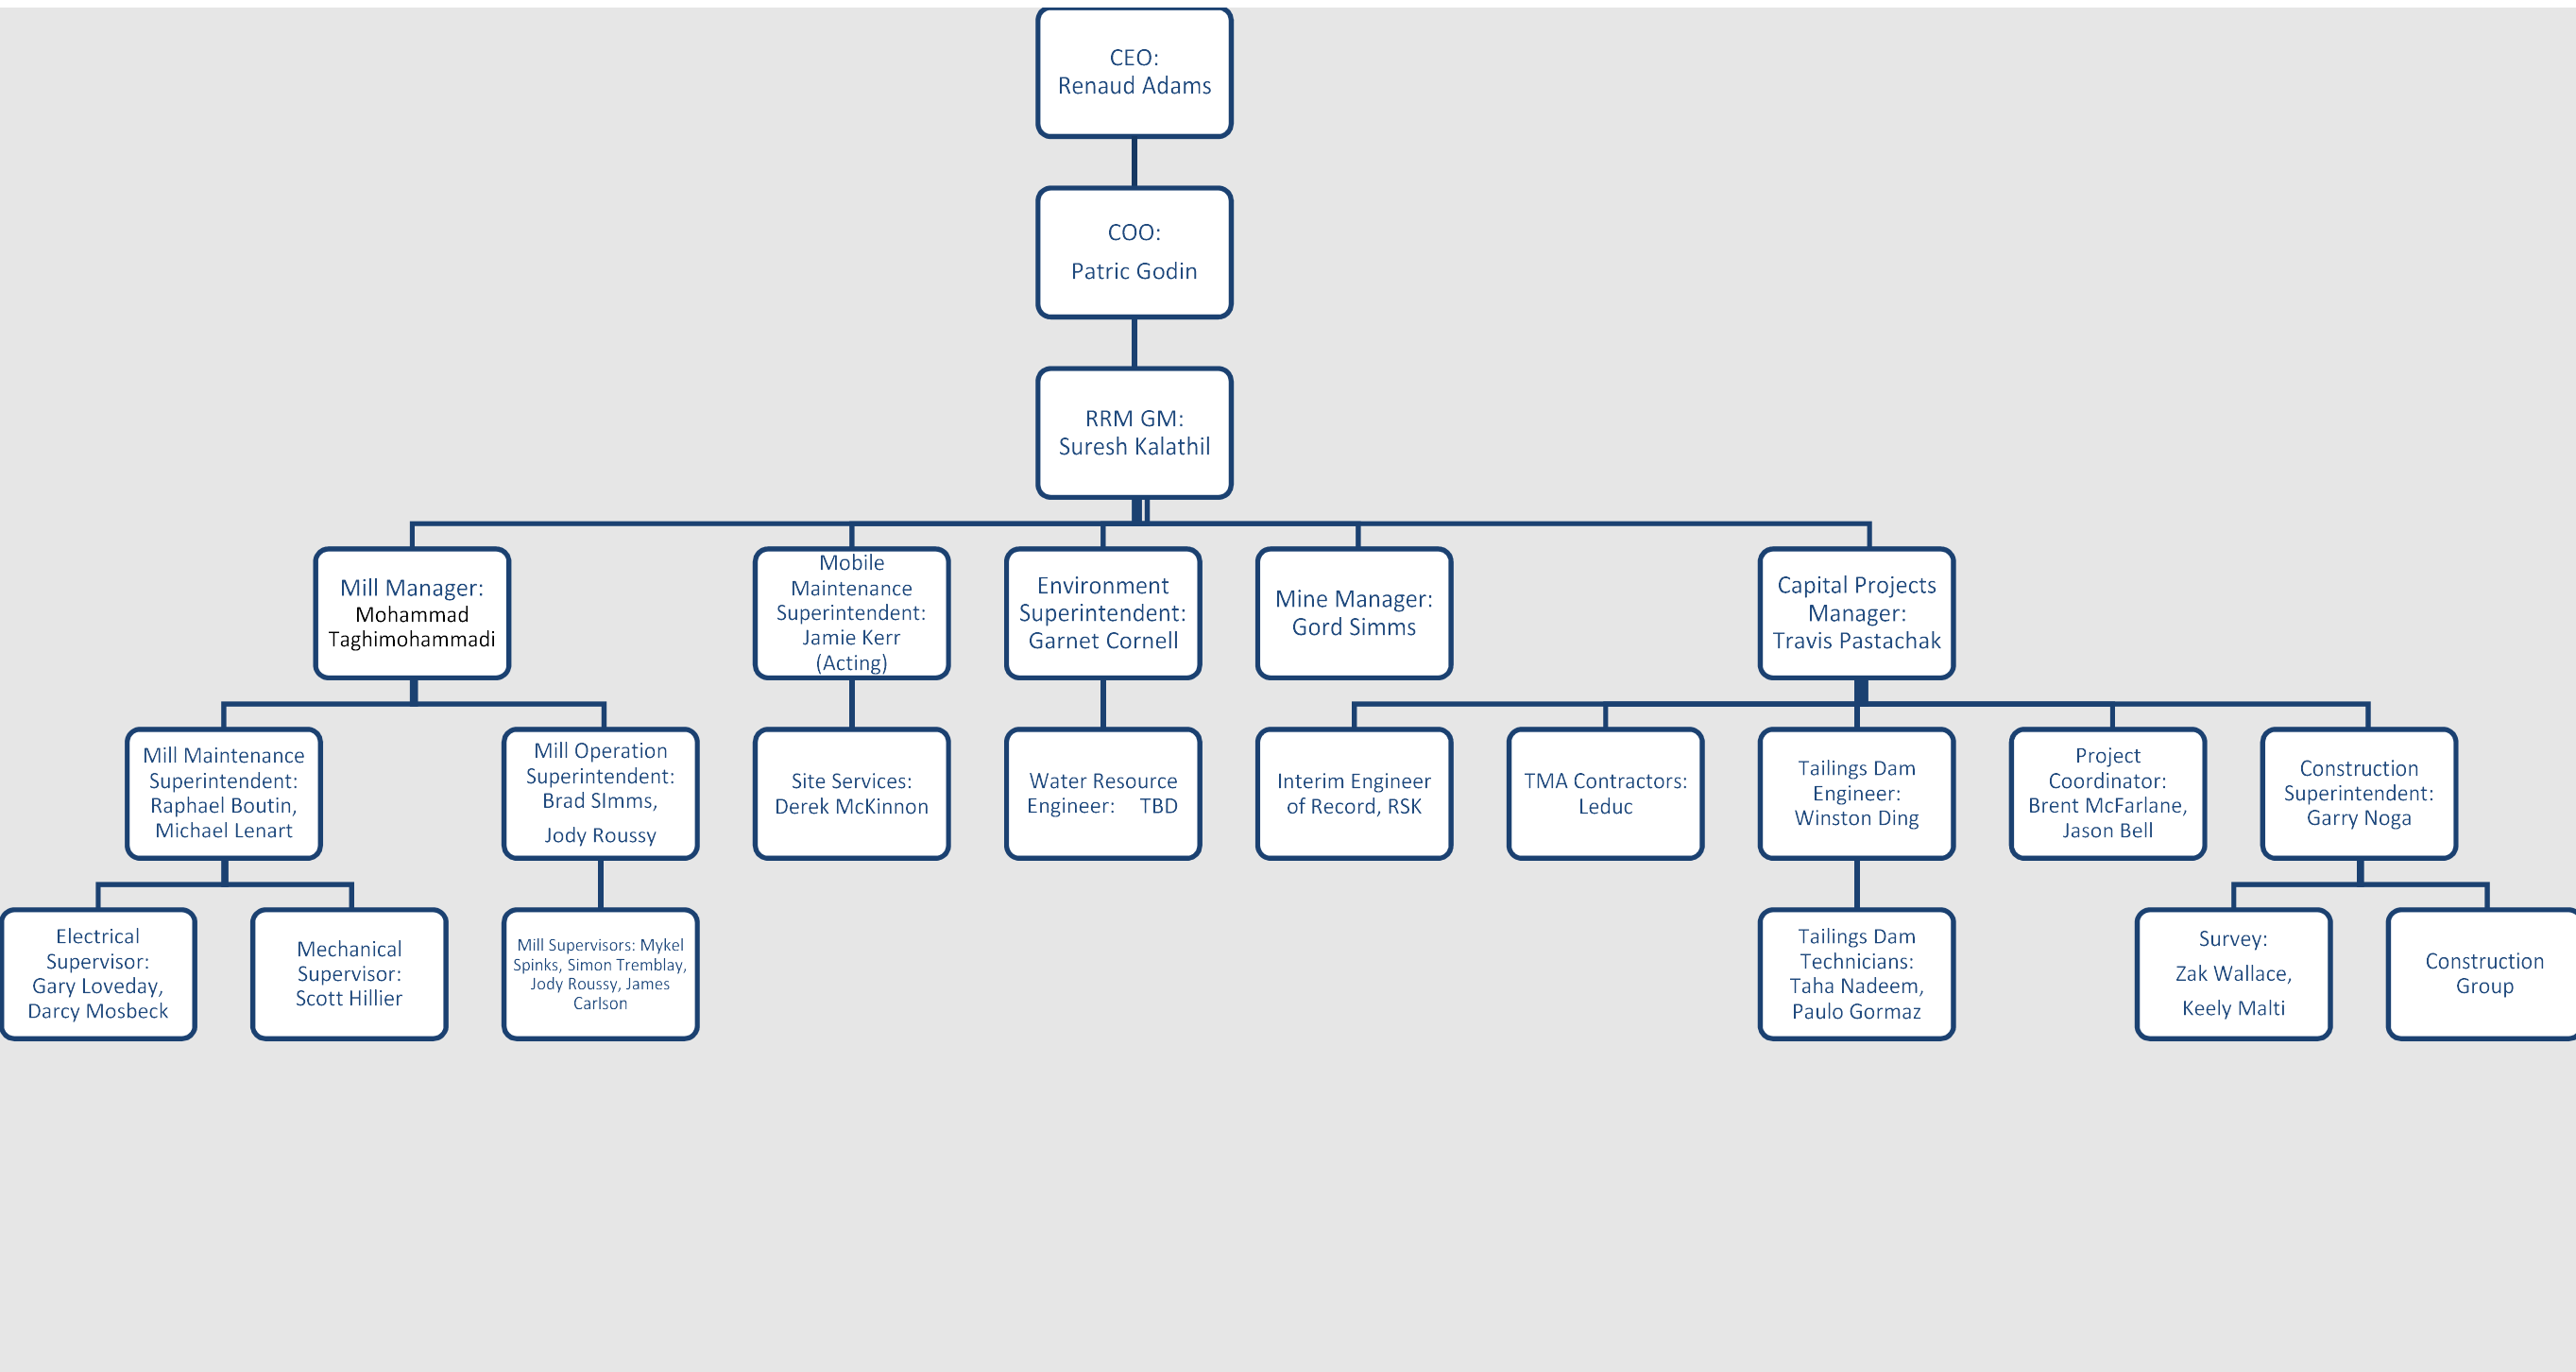 CEO:
Renaud Adams
COO:
Patric Godin
RRM GM:
Suresh Kalathil
Mill Manager:
Mohammad
Taghimohammadi
Mobile
Maintenance
Superintendent:
Jamie Kerr
(Acting)
Environment
Superintendent:
Garnet Cornell
Mine Manager:
Gord Simms
Capital Projects
Manager:
Travis Pastachak
Mill Maintenance
Superintendent:
Raphael Boutin,
Michael Lenart
Mill Operation
Superintendent:
Brad SImms,
Jody Roussy
Site Services:
Derek McKinnon
Water Resource
Engineer: TBD
Interim Engineer
of Record, RSK
TMA Contractors:
Leduc
Tailings Dam
Engineer:
Winston Ding
Project
Coordinator:
Brent McFarlane,
Jason Bell
Construction
Superintendent:
Garry Noga
Electrical
Supervisor:
Gary Loveday,
Darcy Mosbeck
Mechanical
Supervisor:
Scott Hillier
Mill Supervisors: Mykel
Spinks, Simon Tremblay,
Jody Roussy, James
Carlson
Tailings Dam
Technicians:
Taha Nadeem,
Paulo Gormaz
Survey:
Zak Wallace,
Keely Malti
Construction
Group